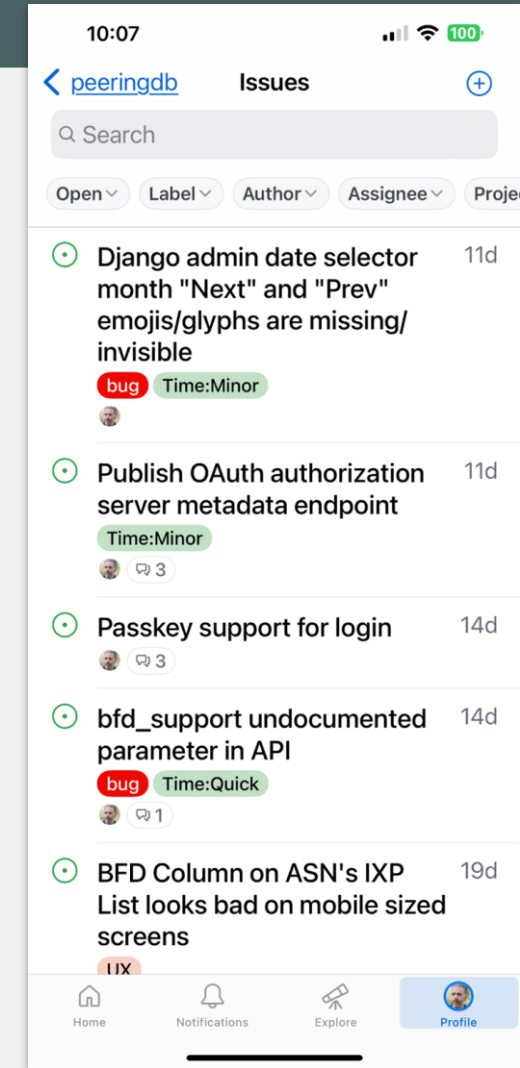 10:07
100
peeringdb
Issues
Search
Open
Label
Author
Assignee
Proje
Django admin date selector
11d
month "Next" and "Prev"
emojis/glyphs are missing/
invisible
bug
Time:Minor
Publish OAuth authorization
11d
server metadata endpoint
Time:Minor
3
Passkey support for login
14d
3
bfd_support undocumented
14d
parameter in API
bug
Time:Quick
1
BFD Column on ASN's IXP
19d
List looks bad on mobile sized
screens
UX
Home
Notifications
Explore
Profile